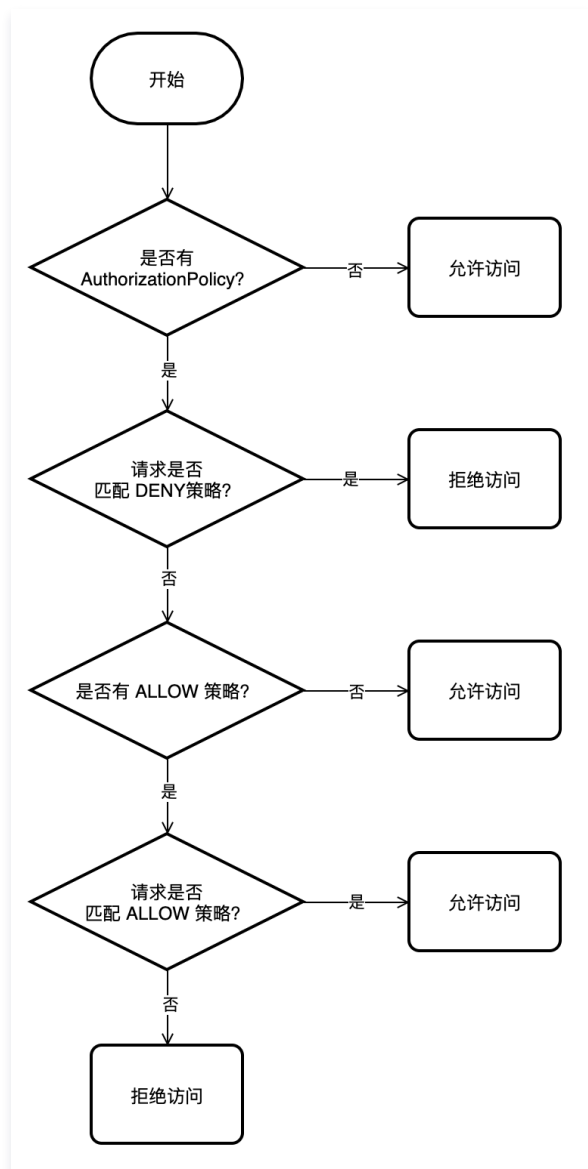 开始
是否有
AuthorizationPolicy?
否
允许访问
是
请求是否
匹配 DENY策略?
是
拒绝访问
否
是否有 ALLOW 策略?
否
允许访问
是
请求是否
匹配 ALLOW 策略?
是
允许访问
否
拒绝访问